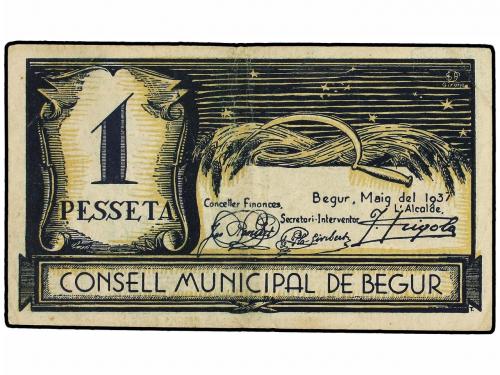 1
PESSETA
Conceller Finances,
Begur, Maig del 1937
Secretari-Interventor
L'Alcalde,
CONSELL MUNICIPAL DE BEGUR